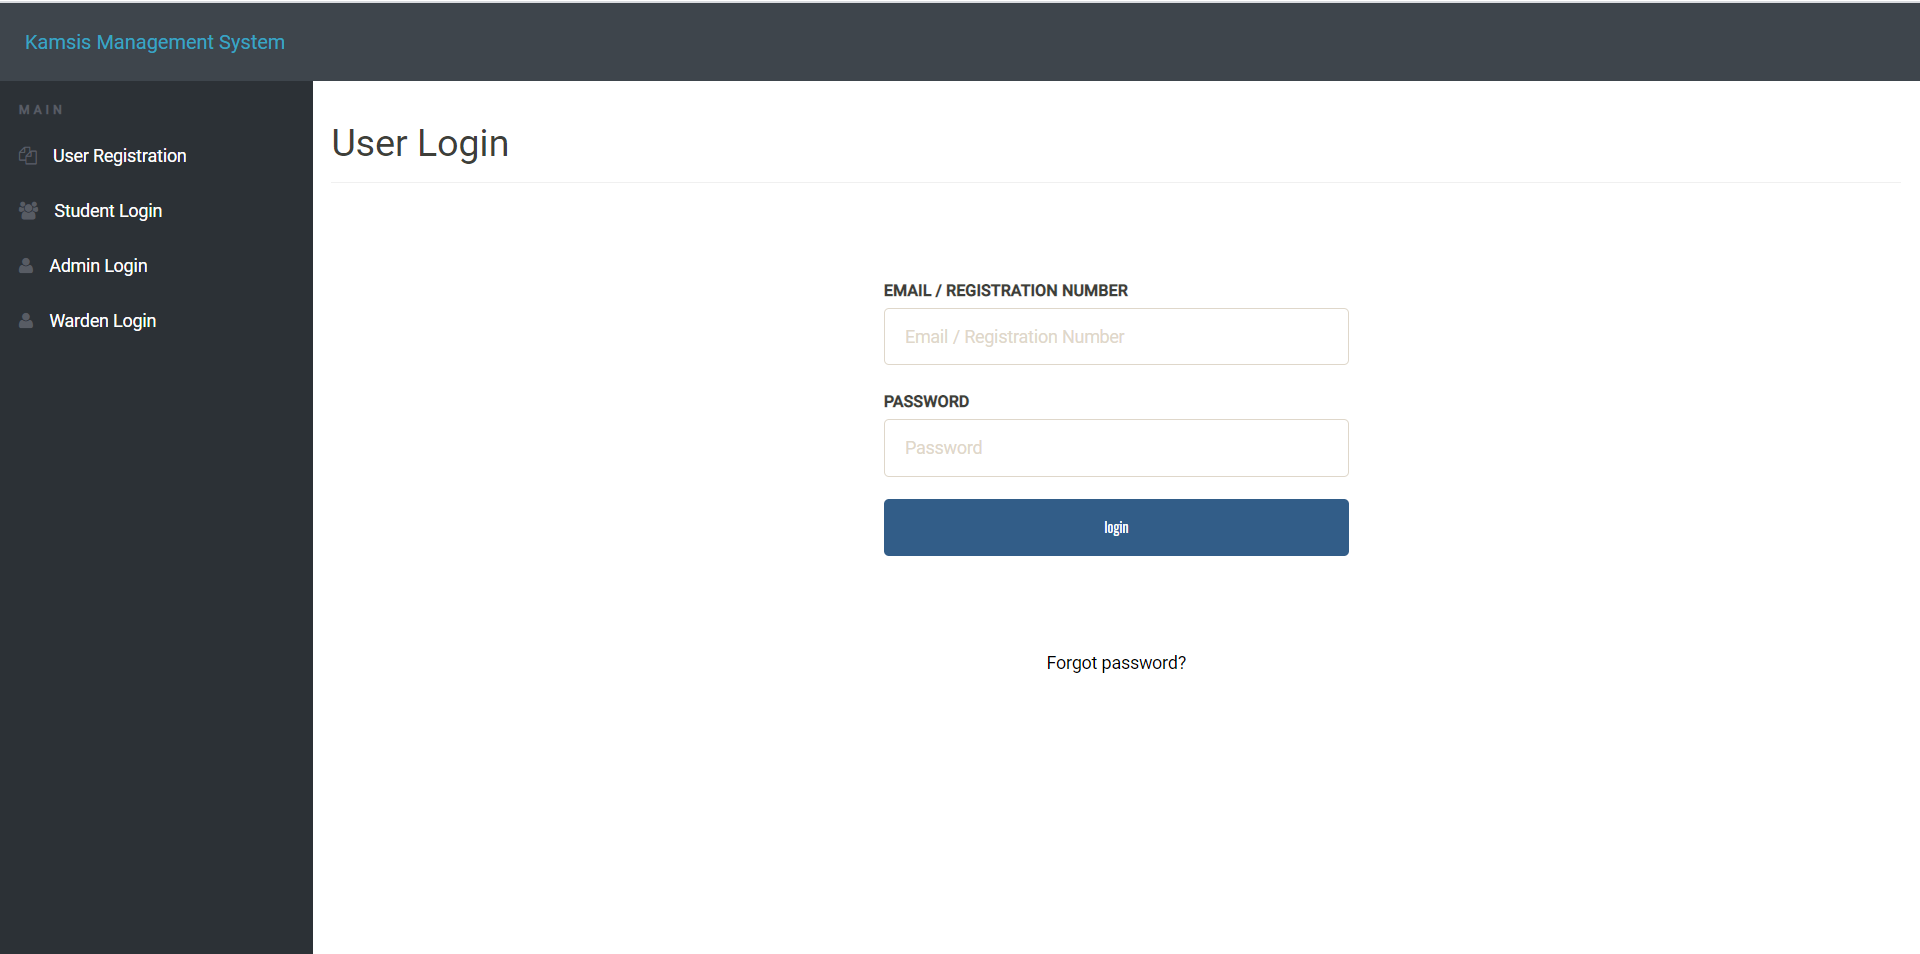 Kamsis Management System
MAIN
User Registration
Student Login
Admin Login
Warden Login
User Login
EMAIL / REGISTRATION NUMBER
Email / Registration Number
PASSWORD
Password
login
Forgot password?